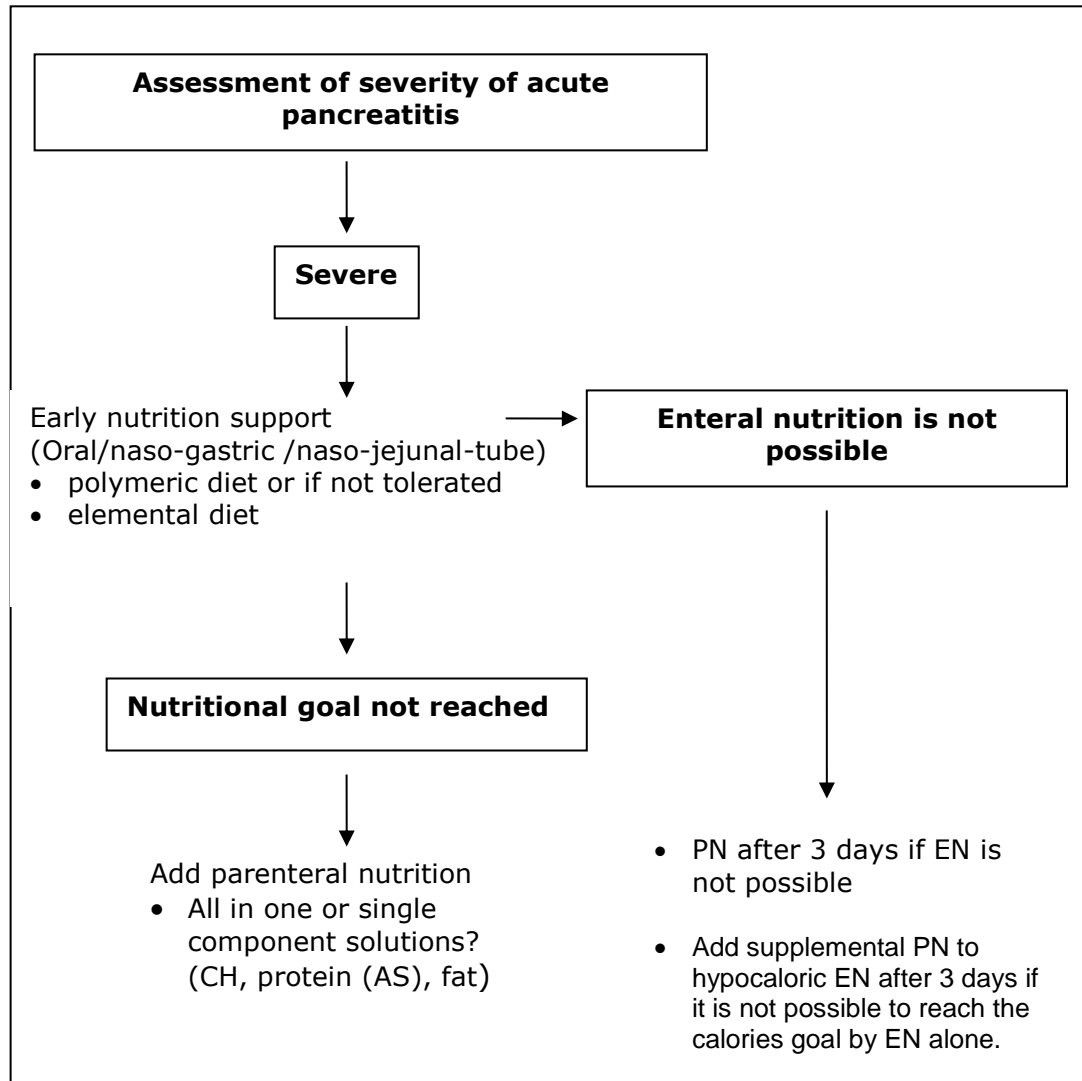 Assessment of severity of acute
pancreatitis
Severe
Early nutrition support
(Oral/naso-gastric /naso-jejunal-tube)
• polymeric diet or if not tolerated
• elemental diet
Enteral nutrition is not
possible
Nutritional goal not reached
Add parenteral nutrition
• All in one or single
component solutions?
(CH, protein (AS), fat)
• PN after 3 days if EN is
not possible
• Add supplemental PN to
hypocaloric EN after 3 days if
it is not possible to reach the
calories goal by EN alone.